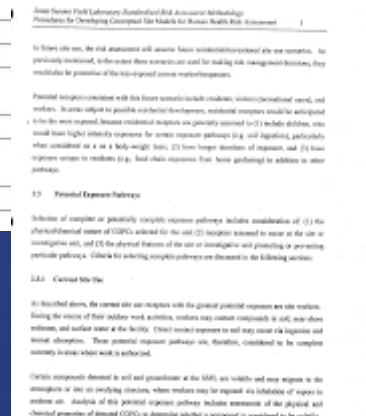 Santa Susana Field Laboratory Standardized Risk Assessment Methodology
Procedures for Developing Conceptual Site Models for Human Health Risk Assessment
In future site use, the risk assessor will assume future residential/recreational site use scenarios. As
previously mentioned, to the extent these scenarios are used for making risk management decisions, they
would also be protective of the less-exposed current worker/trespassers.
Potential receptors consistent with this future scenario include residents, visitors (recreational users), and
workers. In areas subject to possible residential development, residential receptors would be anticipated
to be the most exposed, because residential receptors are generally assumed to (1) include children, who
would have higher intensity exposures for certain exposure pathways (e.g. soil ingestion), particularly
when considered on a on a body-weight basis, (2) have longer durations of exposure, and (3) have
exposure unique to residents (e.g. food chain exposures from home gardening) in addition to other
pathways.
Potential Exposure Pathways
Selection of complete or potentially complete exposure pathways includes consideration of (1) the
physical/chemical nature of COPCs selected for the unit (2) receptors assumed to occur at the site or
investigative unit, and (3) the physical features of the site or investigative unit promoting or preventing
particular pathways. Criteria for selecting complete pathways are discussed in the following sections.
Current Site Use
As described above, the current site use receptors with the greatest potential exposure are site workers.
During the course of their outdoor work activities, workers may contact compounds in soil, near-shore
sediment, and surface water at the facility. Direct contact exposure to soil may occur via ingestion and
dermal absorption. These potential exposure pathways are, therefore, considered to be complete
currently in areas where work is authorized.
Certain compounds detected in soil and groundwater at the SSFL are volatile and may migrate to the
atmosphere or into an overlying structure, where workers may be exposed via inhalation of vapors in
ambient air. Analysis of this potential exposure pathway includes assessment of the physical and
chemical properties of detected COPCs to determine whether a compound is considered to be volatile